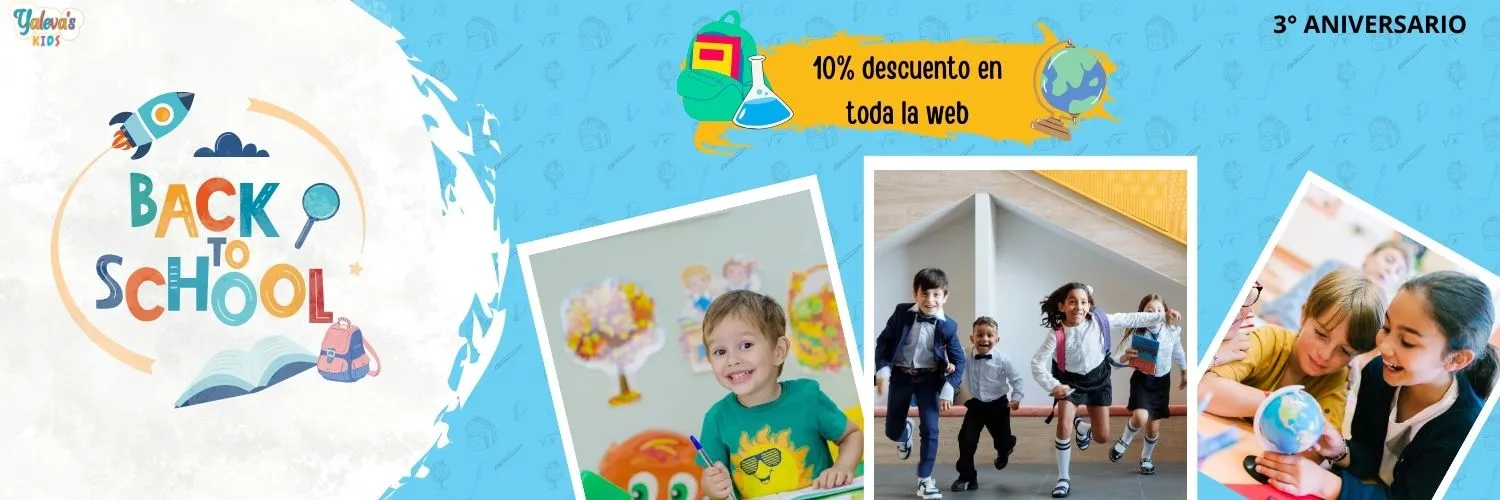 Yaleva's
KIDS
BACK
TO
SCHOOL
10% descuento en
toda la web
3° ANIVERSARIO